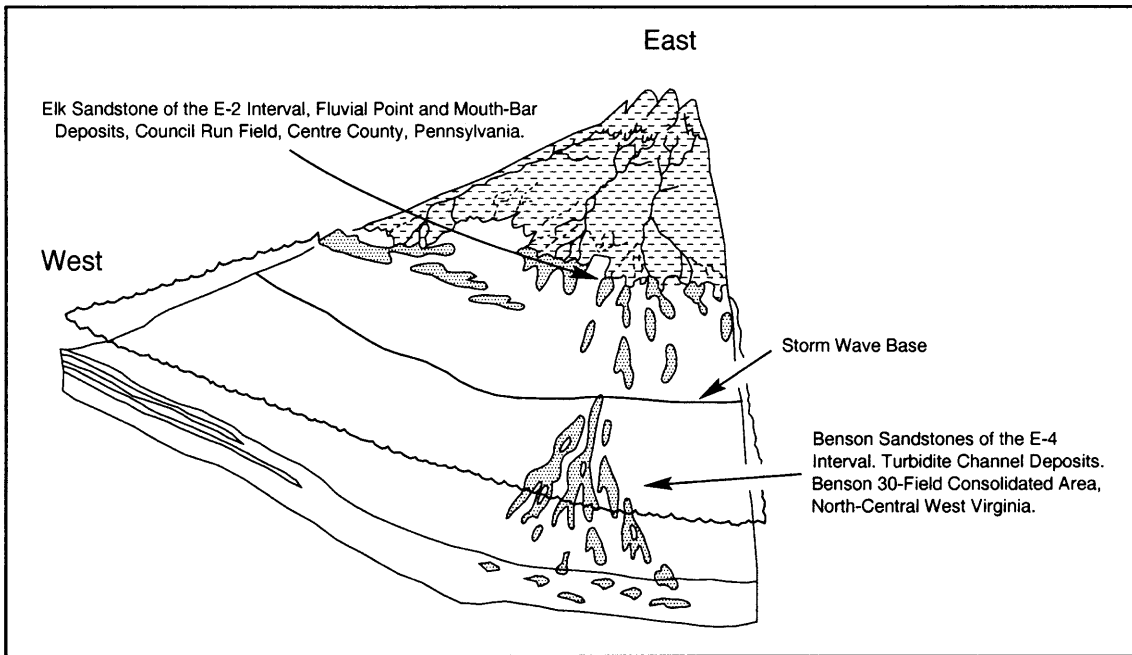 East
Elk Sandstone of the E-2 Interval, Fluvial Point and Mouth-Bar
Deposits, Council Run Field, Centre County, Pennsylvania.
West
Storm Wave Base
Benson Sandstones of the E-4
Interval. Turbidite Channel Deposits.
Benson 30-Field Consolidated Area,
North-Central West Virginia.